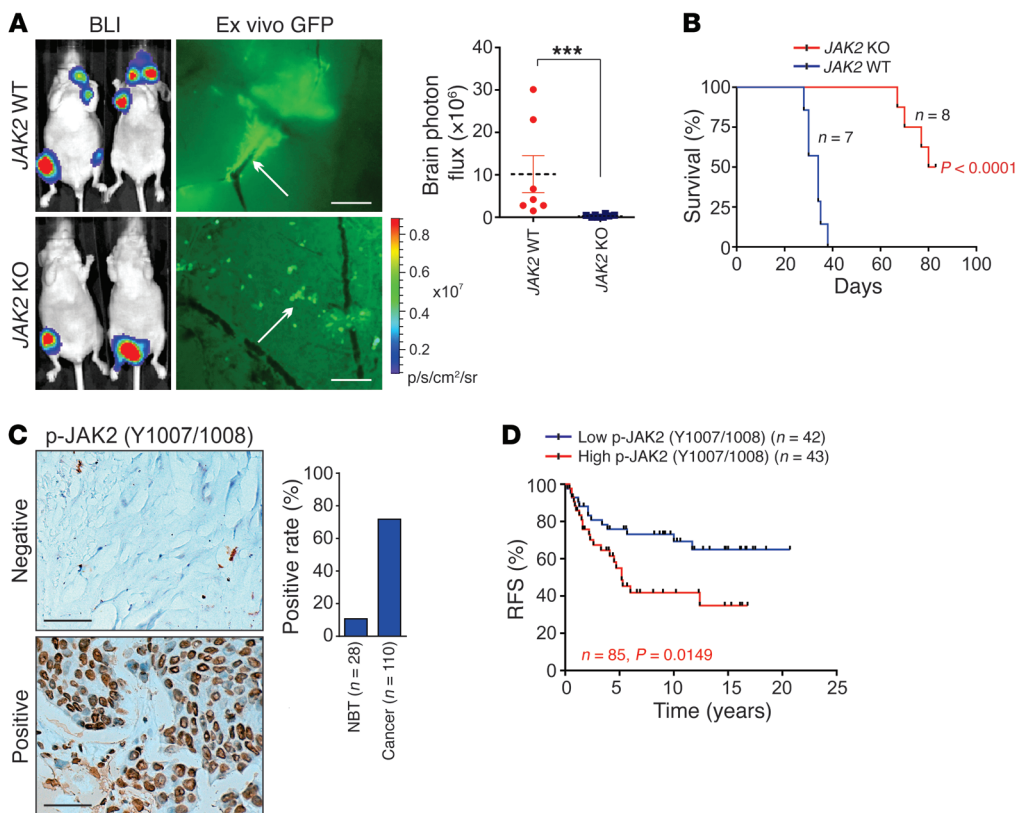 A
BLI
Ex vivo GFP
JAK2 WT
JAK2 KO
0.8
0.6
x10⁷
0.4
0.2
p/s/cm²/sr
Brain photon
flux (×10⁶)
40
30
20
10
0
***
JAK2 WT
JAK2 KO
B
JAK2 KO
JAK2 WT
Survival (%)
100
75
50
25
0
n = 7
n = 8
P < 0.0001
0 20 40 60 80 100
Days
C
p-JAK2 (Y1007/1008)
Negative
Positive
Positive rate (%)
100
80
60
40
20
0
NBT (n = 28)
Cancer (n = 110)
D
Low p-JAK2 (Y1007/1008) (n = 42)
High p-JAK2 (Y1007/1008) (n = 43)
RFS (%)
100
80
60
40
20
0
n = 85, P = 0.0149
0 5 10 15 20 25
Time (years)